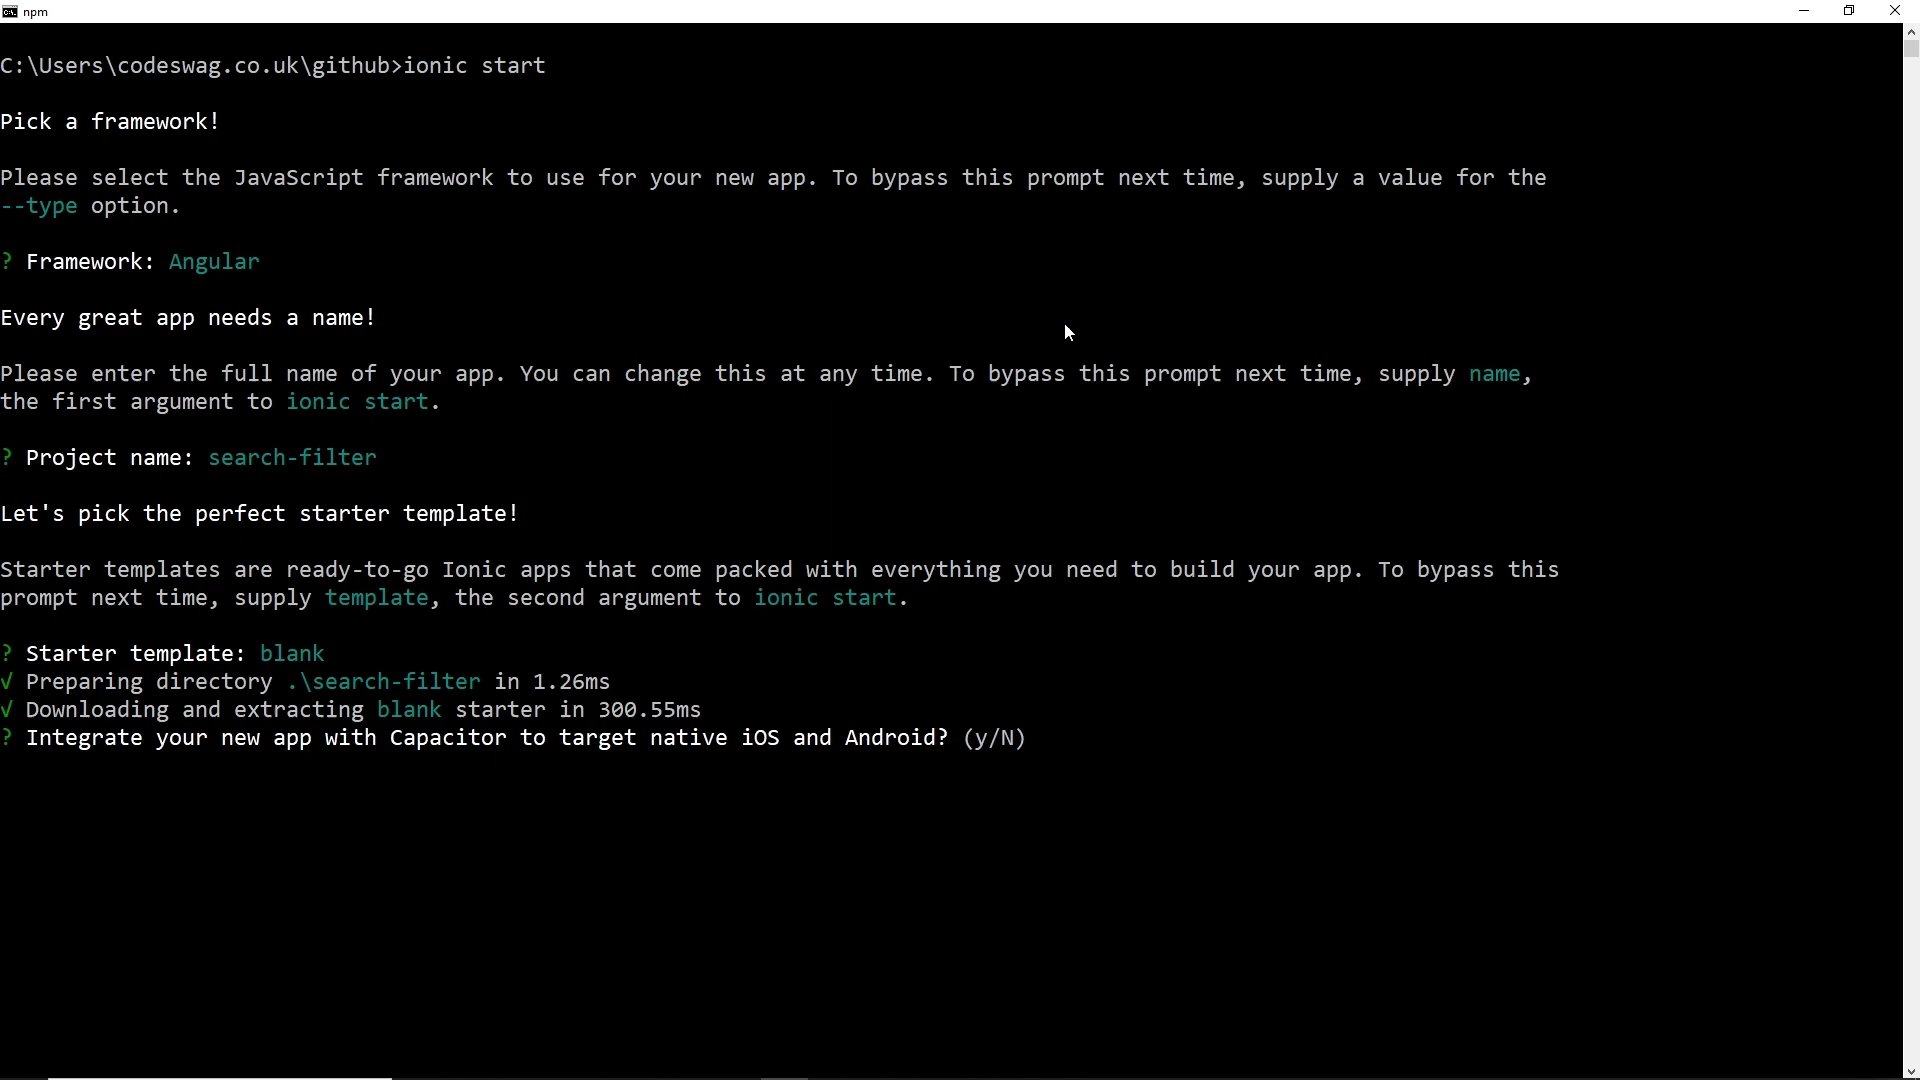 npm
C:\Users\codeswag.co.uk\github>ionic start
Pick a framework!
Please select the JavaScript framework to use for your new app. To bypass this prompt next time, supply a value for the
--type option.
? Framework: Angular
Every great app needs a name!
Please enter the full name of your app. You can change this at any time. To bypass this prompt next time, supply name,
the first argument to ionic start.
? Project name: search-filter
Let's pick the perfect starter template!
Starter templates are ready-to-go Ionic apps that come packed with everything you need to build your app. To bypass this
prompt next time, supply template, the second argument to ionic start.
? Starter template: blank
√ Preparing directory .\search-filter in 1.26ms
√ Downloading and extracting blank starter in 300.55ms
? Integrate your new app with Capacitor to target native iOS and Android? (y/N)